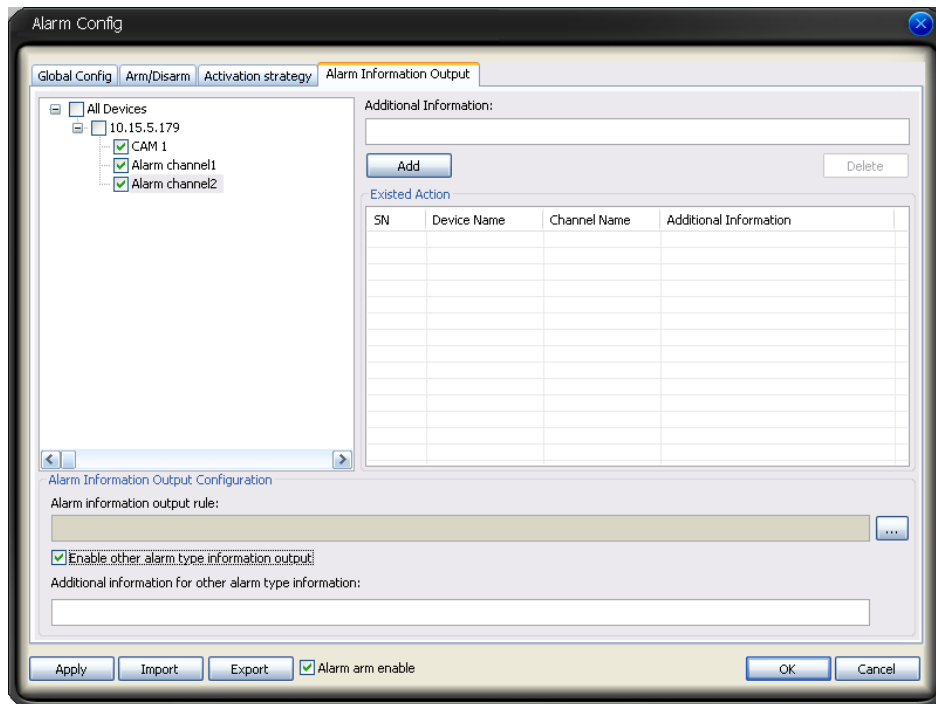 Alarm Config
Global Config Arm/Disarm Activation strategy Alarm Information Output
All Devices
10.15.5.179
CAM 1
Alarm channel1
Alarm channel2
Additional Information:
Add Delete
Existed Action
SN Device Name Channel Name Additional Information
Alarm Information Output Configuration
Alarm information output rule:
...
Enable other alarm type information output
Additional information for other alarm type information:
Apply Import Export Alarm arm enable OK Cancel